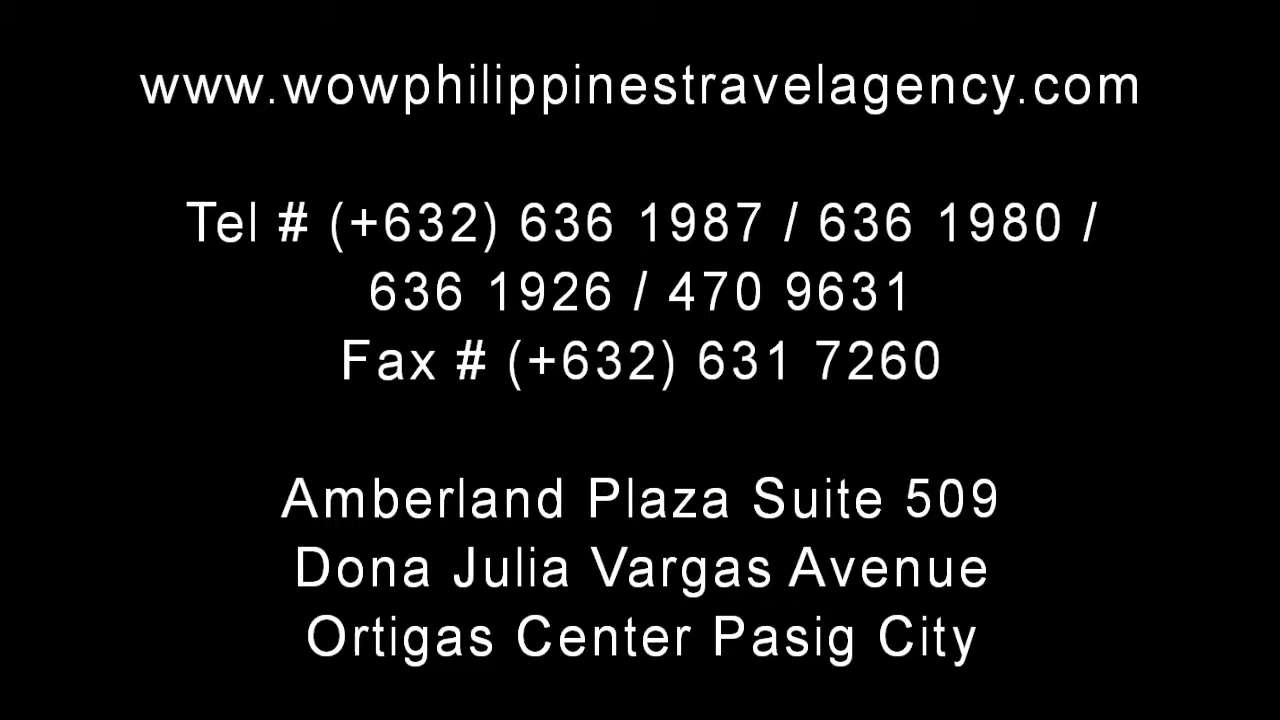 www.wowphilippinestravelagency.com
Tel # (+632) 636 1987 / 636 1980 /
636 1926 / 470 9631
Fax # (+632) 631 7260
Amberland Plaza Suite 509
Dona Julia Vargas Avenue
Ortigas Center Pasig City